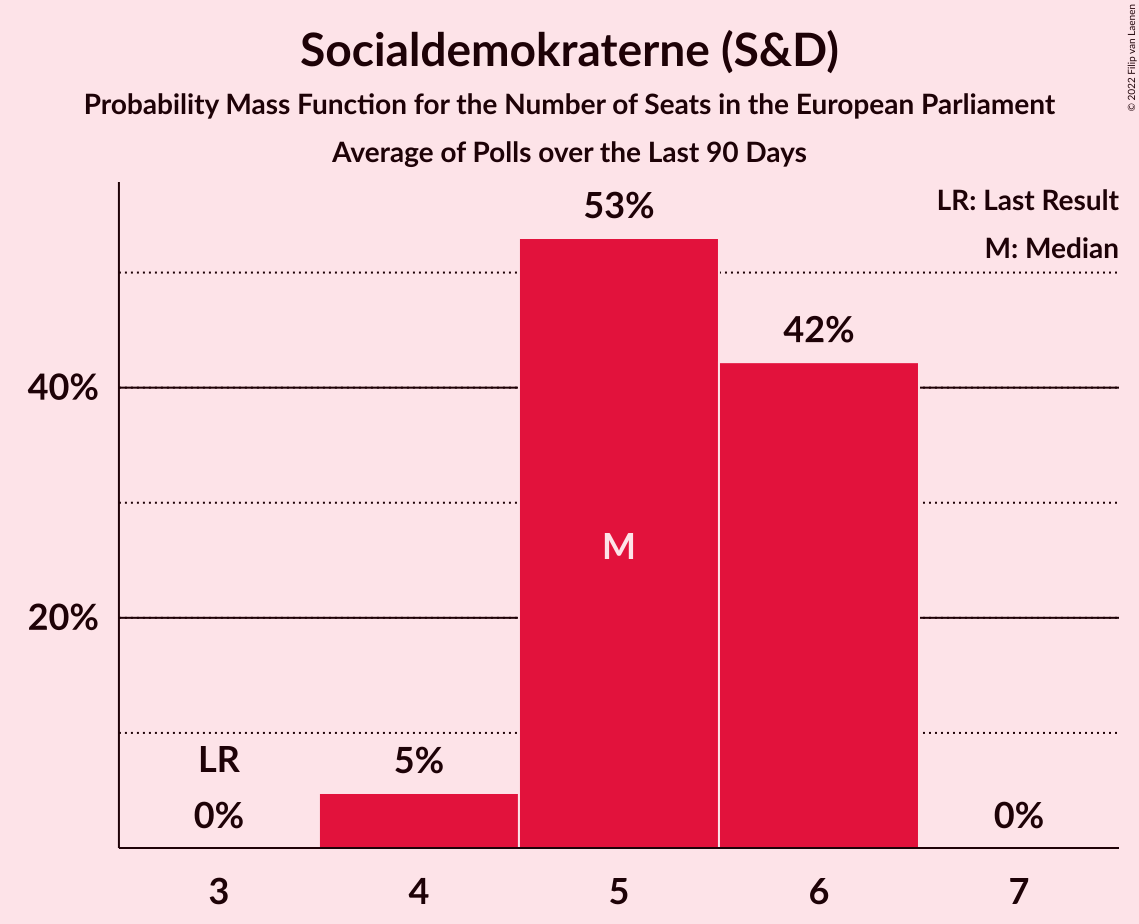 Socialdemokraterne (S&D)
Probability Mass Function for the Number of Seats in the European Parliament
Average of Polls over the Last 90 Days
© 2022 Filip van Laenen
LR: Last Result
M: Median
53%
42%
40%
M
20%
LR
5%
0%
0%
3 4 5 6 7